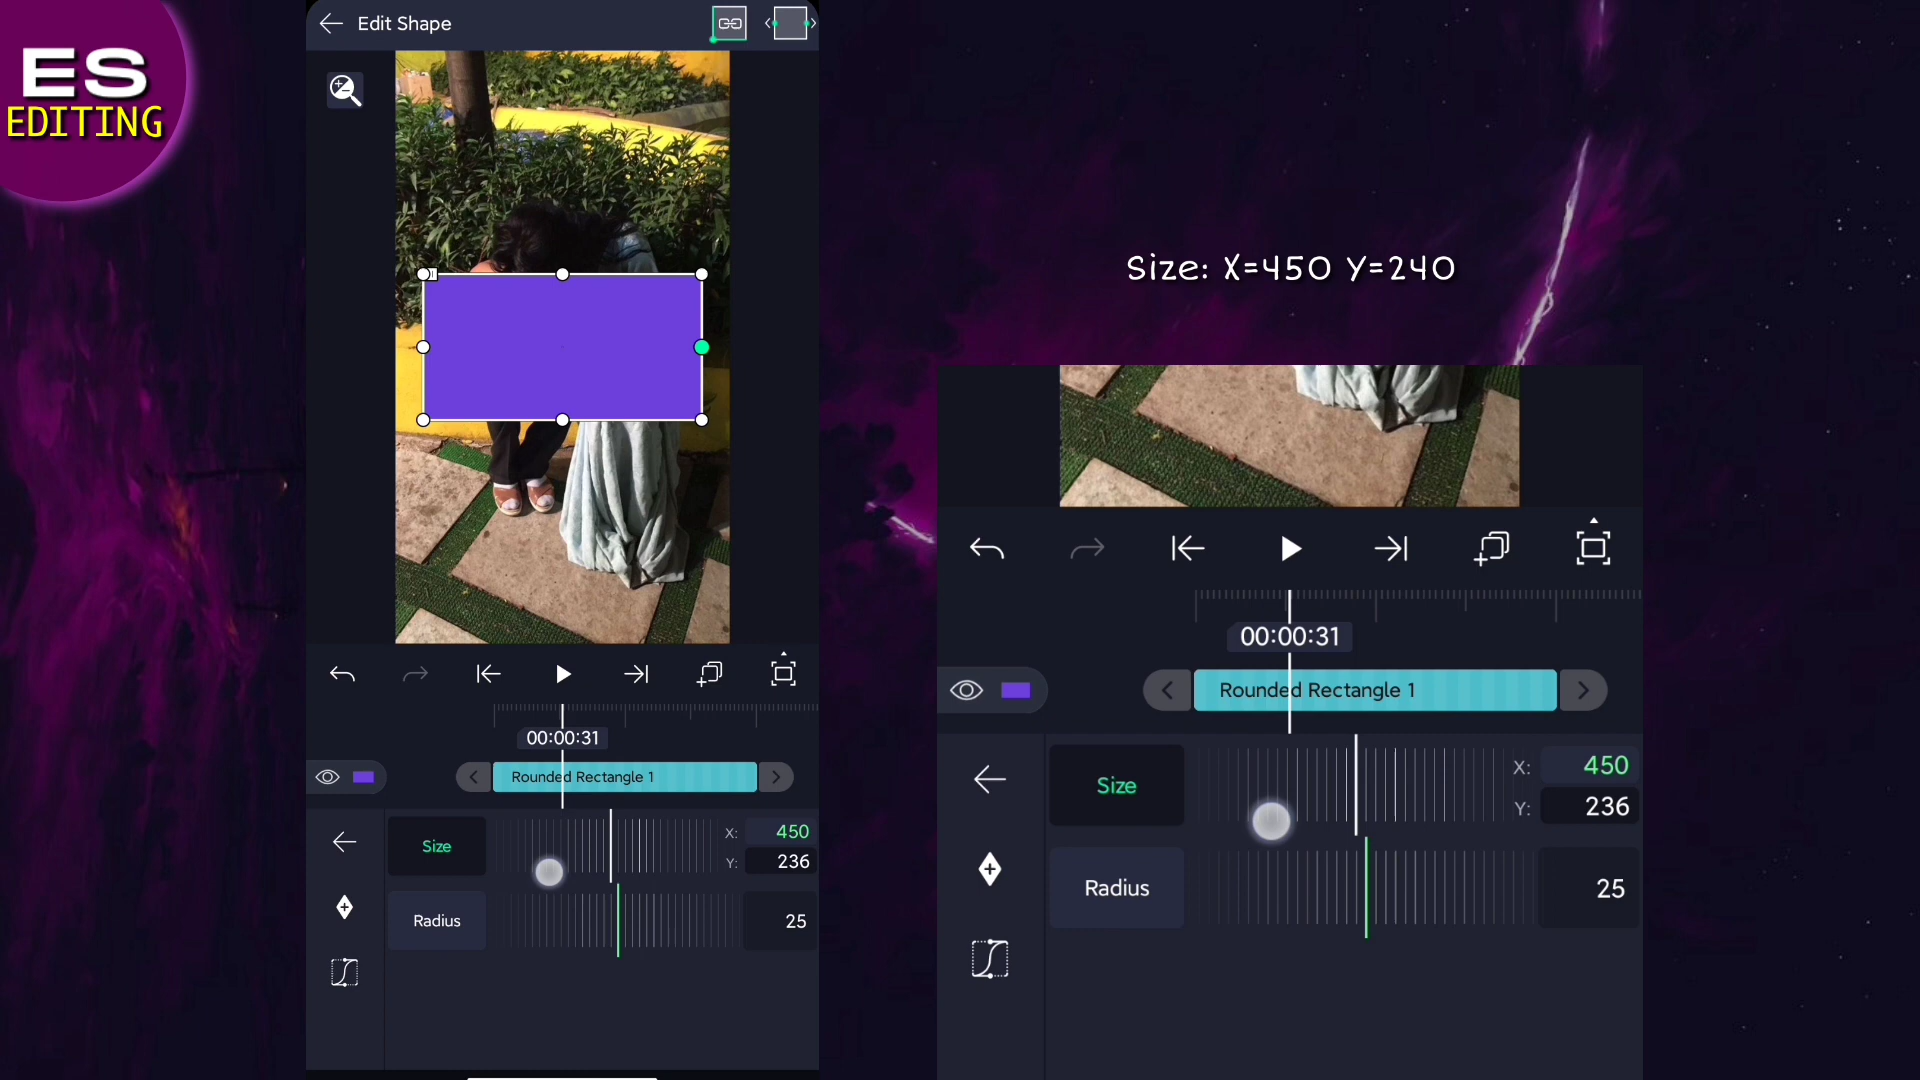 ES
EDITING
Edit Shape
00:00:31
Rounded Rectangle 1
Size
X: 450
Y: 236
Radius
25
Size: X=450 Y=240
00:00:31
Rounded Rectangle 1
Size
X: 450
Y: 236
Radius
25